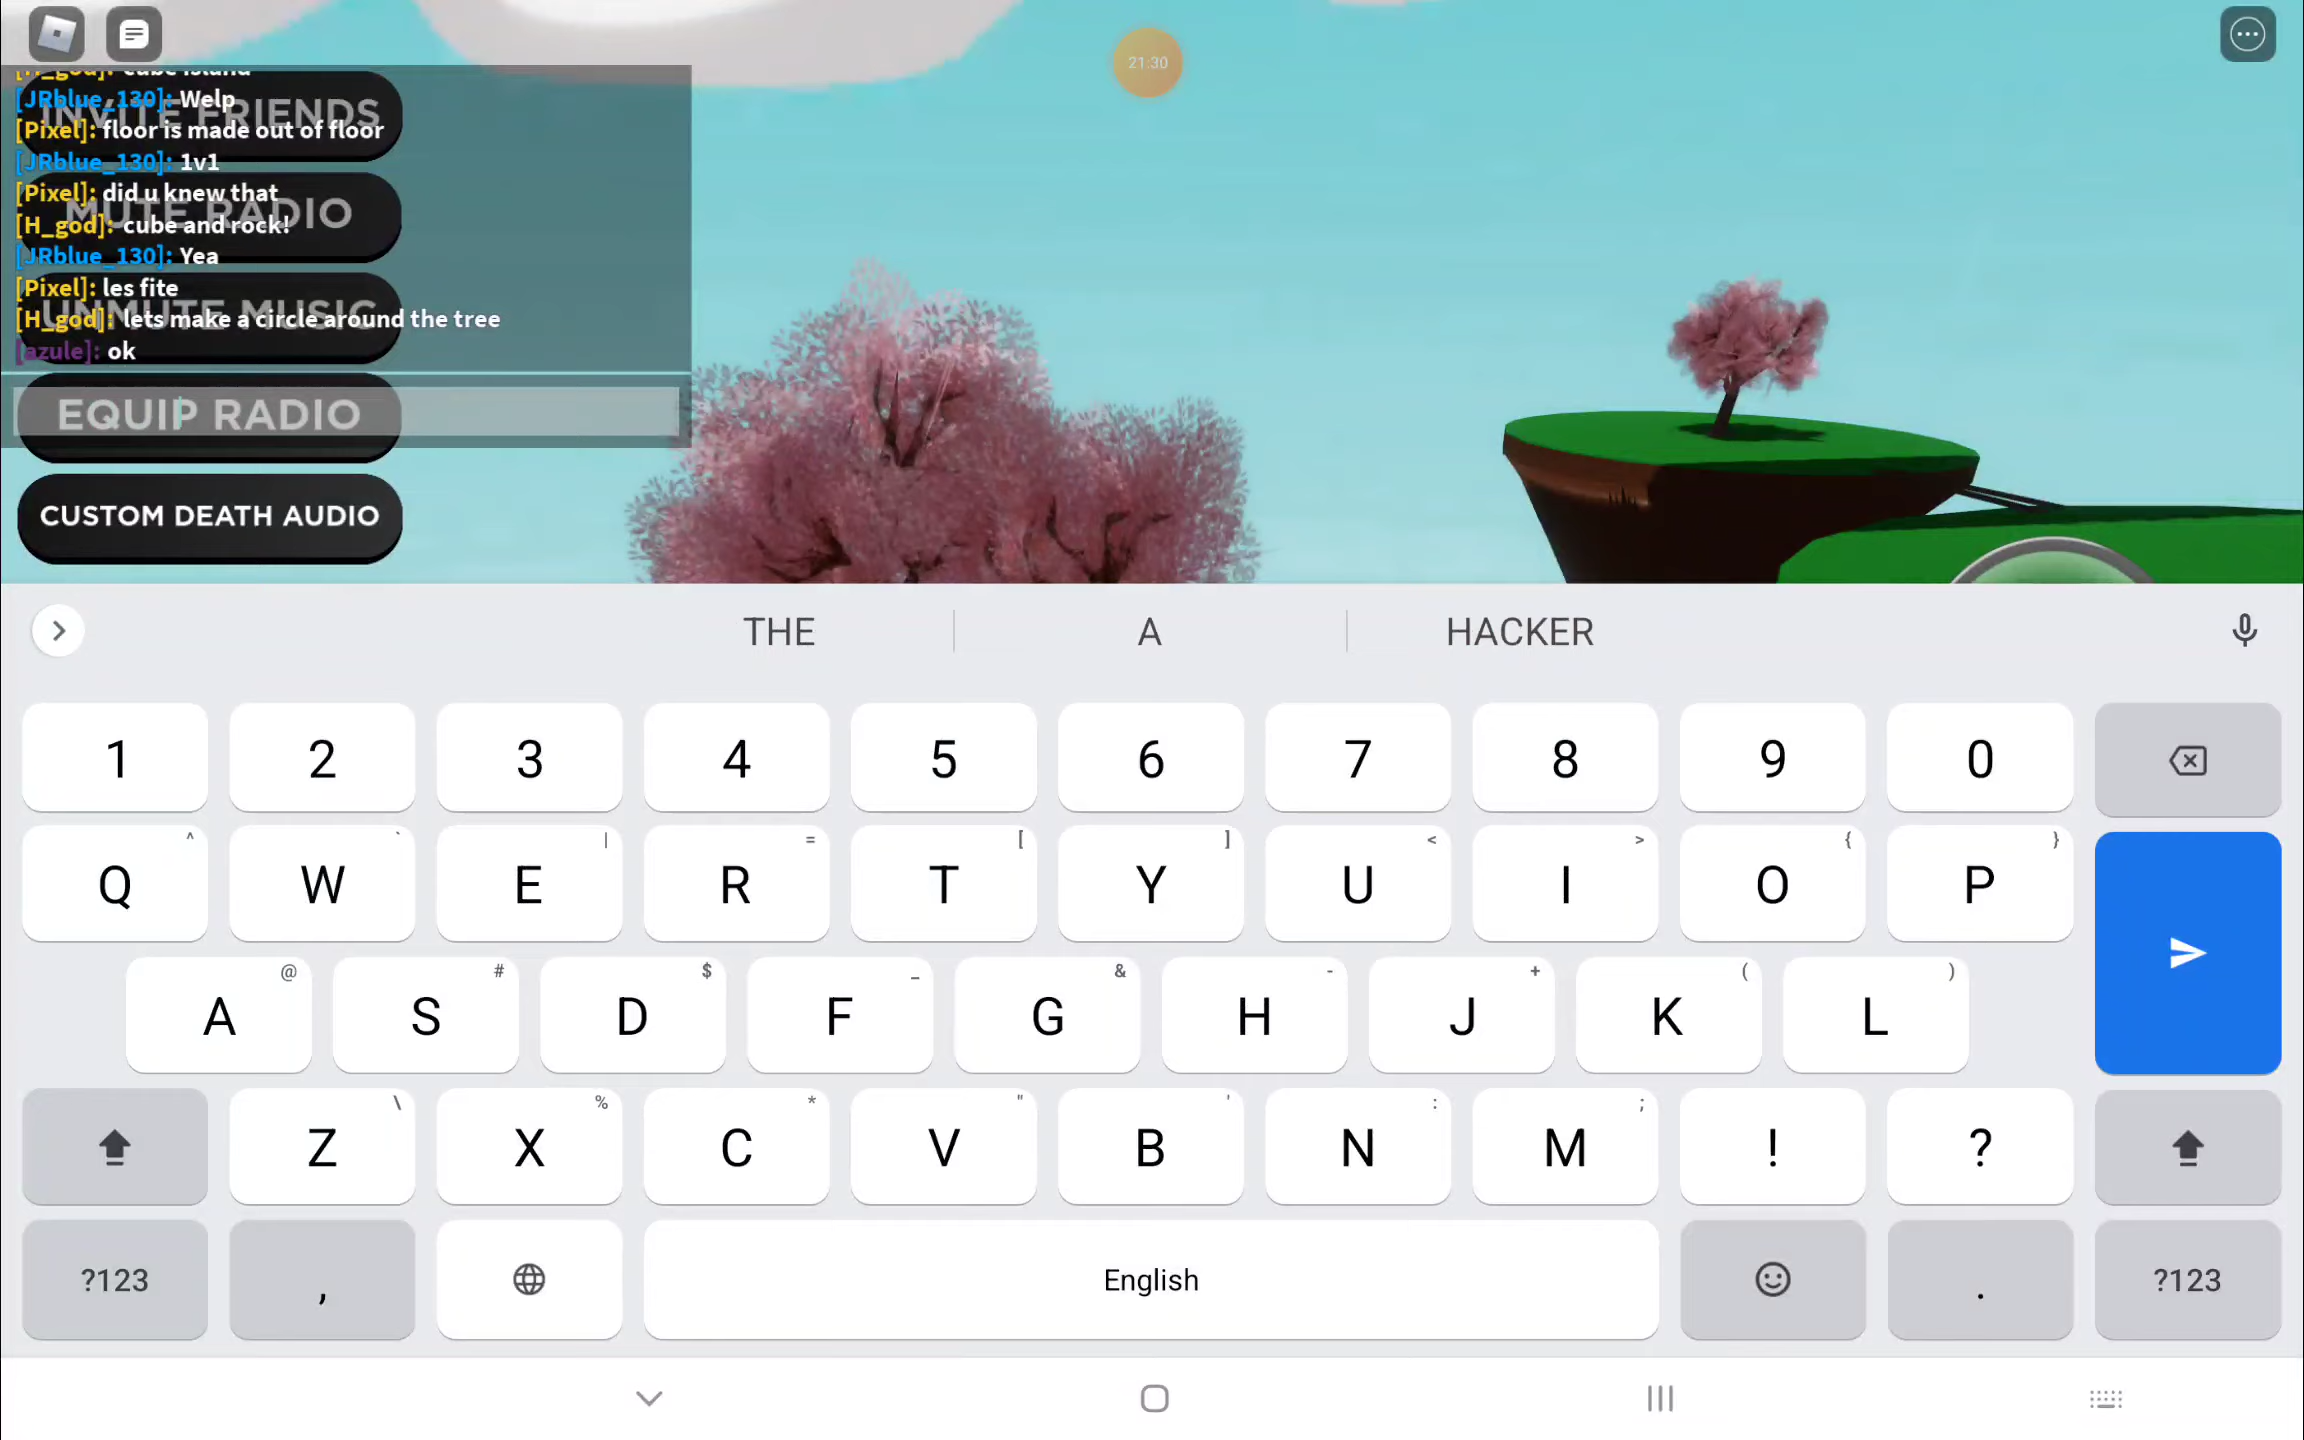 21:30
[H_god]: cube island
[JRblue_130]: Welp
INVITE FRIENDS
[Pixel]: floor is made out of floor
[JRblue_130]: 1v1
[Pixel]: did u knew that
MUTE RADIO
[H_god]: cube and rock!
[JRblue_130]: Yea
[Pixel]: les fite
UNMUTE MUSIC
[H_god]: lets make a circle around the tree
[azule]: ok
EQUIP RADIO
CUSTOM DEATH AUDIO
THE A HACKER
1 2 3 4 5 6 7 8 9 0
^ ` | = [ ] < > { }
Q W E R T Y U I O P
@ # $ _ & - + ( )
A S D F G H J K L
\ % * " ' : ;
Z X C V B N M ! ?
?123 , English . ?123